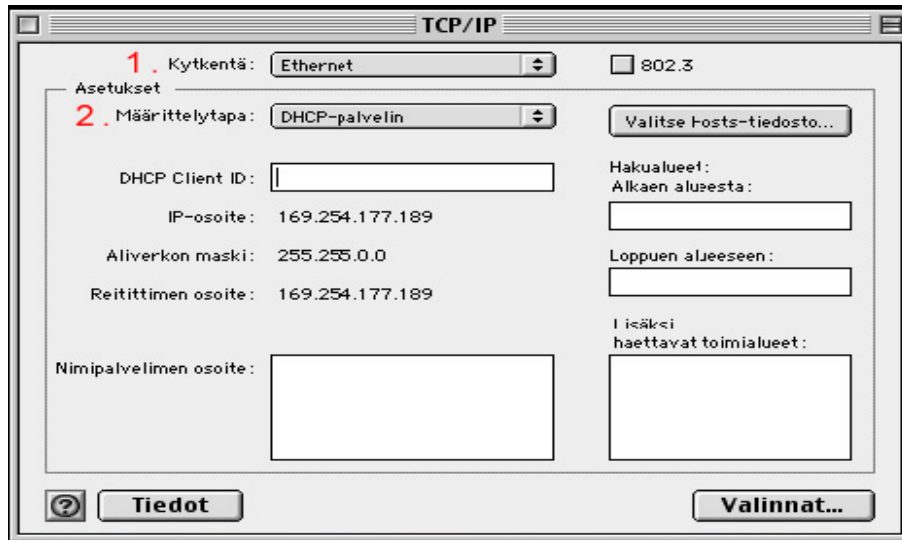 TCP/IP
1. Kytkentä: Ethernet
802.3
Asetukset
2. Määrittelytapa: DHCP-palvelin
Valitse Hosts-tiedosto...
DHCP Client ID:
IP-osoite: 169.254.177.189
Aliverkon maski: 255.255.0.0
Reitittimen osoite: 169.254.177.189
Nimipalvelimen osoite:
Hakualueet:
Alkaen alueesta:
Loppuen alueeseen:
Lisäksi
haettavat toimialueet:
?
Tiedot
Valinnat...